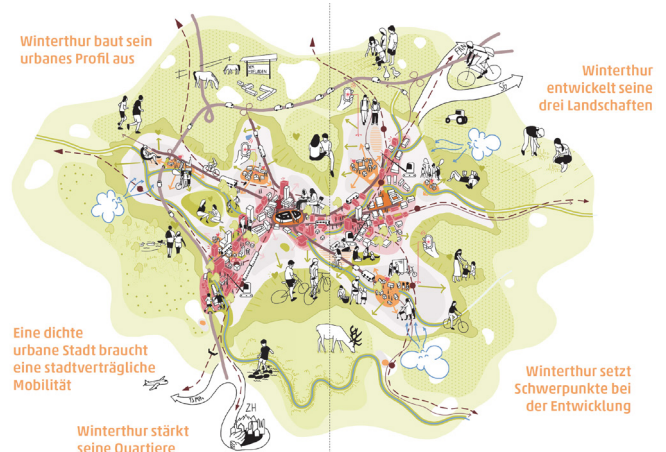 Winterthur baut sein
urbanes Profil aus
Winterthur
entwickelt seine
drei Landschaften
Eine dichte
urbane Stadt braucht
eine stadtverträgliche
Mobilität
Winterthur setzt
Schwerpunkte bei
der Entwicklung
ZH
Winterthur stärkt
seine Quartiere